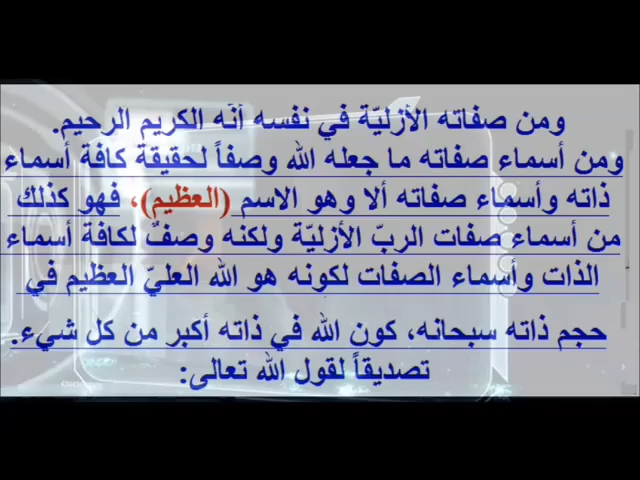 ومن صفاته الأزليّة في نفسه أنّه الكريم الرحيم.
ومن أسماء صفاته ما جعله الله وصفاً لحقيقة كافة أسماء
ذاته وأسماء صفاته ألا وهو الاسم (العظيم)، فهو كذلك
من أسماء صفات الربّ الأزليّة ولكنه وصفٌ لكافة أسماء
الذات وأسماء الصفات لكونه هو الله العليّ العظيم في
حجم ذاته سبحانه، كون الله في ذاته أكبر من كل شيء.
تصديقاً لقول الله تعالى: